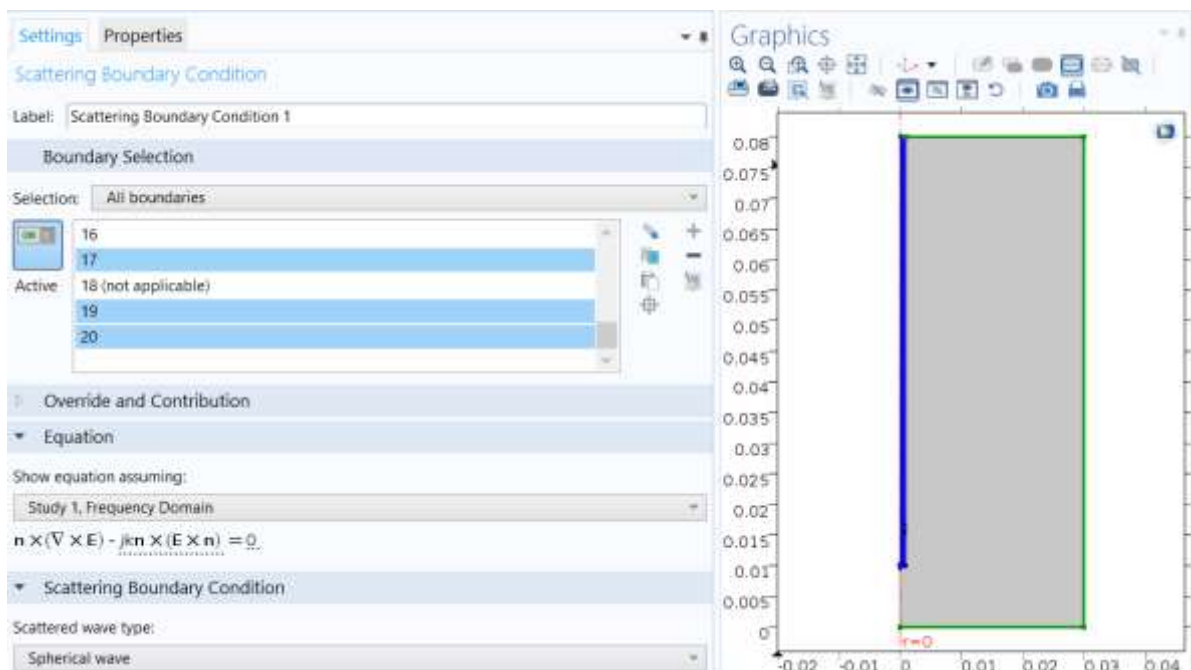 Settings Properties
Scattering Boundary Condition
Label: Scattering Boundary Condition 1
Boundary Selection
Selection: All boundaries
16
17
Active 18 (not applicable)
19
20
Override and Contribution
Equation
Show equation assuming:
Study 1, Frequency Domain
n ×(∇ × E) - jkn ×(E × n) = 0
Scattering Boundary Condition
Scattered wave type:
Spherical wave
Graphics
0.08
0.075
0.07
0.065
0.06
0.055
0.05
0.045
0.04
0.035
0.03
0.025
0.02
0.015
0.01
0.005
0
r=0
-0.02 -0.01 0 0.01 0.02 0.03 0.04